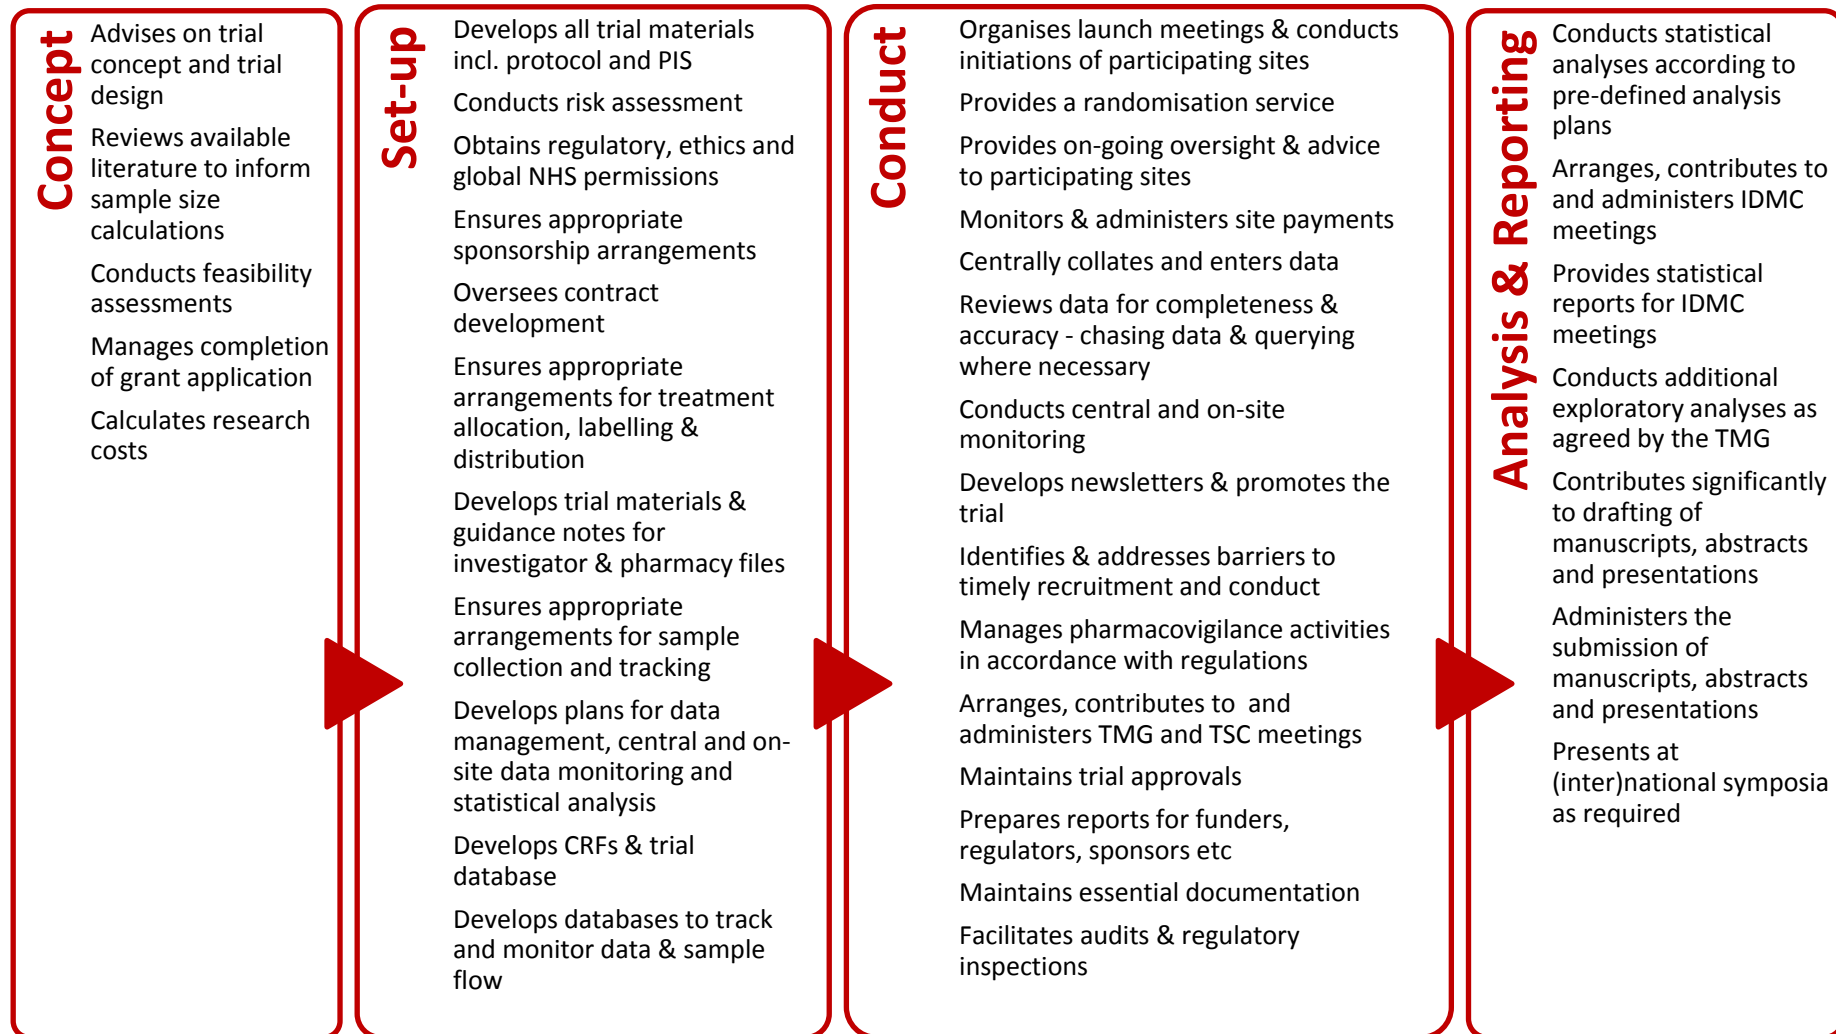 Concept
Advises on trial
concept and trial
design
Reviews available
literature to inform
sample size
calculations
Conducts feasibility
assessments
Manages completion
of grant application
Calculates research
costs
Set-up
Develops all trial materials
incl. protocol and PIS
Conducts risk assessment
Obtains regulatory, ethics and
global NHS permissions
Ensures appropriate
sponsorship arrangements
Oversees contract
development
Ensures appropriate
arrangements for treatment
allocation, labelling &
distribution
Develops trial materials &
guidance notes for
investigator & pharmacy files
Ensures appropriate
arrangements for sample
collection and tracking
Develops plans for data
management, central and on-
site data monitoring and
statistical analysis
Develops CRFs & trial
database
Develops databases to track
and monitor data & sample
flow
Conduct
Organises launch meetings & conducts
initiations of participating sites
Provides a randomisation service
Provides on-going oversight & advice
to participating sites
Monitors & administers site payments
Centrally collates and enters data
Reviews data for completeness &
accuracy - chasing data & querying
where necessary
Conducts central and on-site
monitoring
Develops newsletters & promotes the
trial
Identifies & addresses barriers to
timely recruitment and conduct
Manages pharmacovigilance activities
in accordance with regulations
Arranges, contributes to and
administers TMG and TSC meetings
Maintains trial approvals
Prepares reports for funders,
regulators, sponsors etc
Maintains essential documentation
Facilitates audits & regulatory
inspections
Analysis & Reporting
Conducts statistical
analyses according to
pre-defined analysis
plans
Arranges, contributes to
and administers IDMC
meetings
Provides statistical
reports for IDMC
meetings
Conducts additional
exploratory analyses as
agreed by the TMG
Contributes significantly
to drafting of
manuscripts, abstracts
and presentations
Administers the
submission of
manuscripts, abstracts
and presentations
Presents at
(inter)national symposia
as required